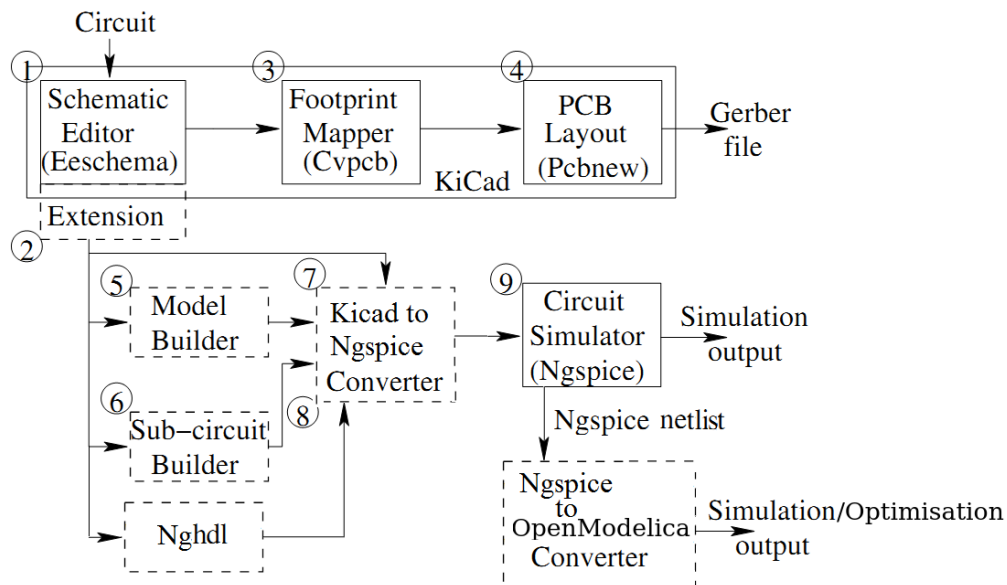 Circuit
1
Schematic
Editor
(Eeschema)
3
Footprint
Mapper
(Cvpcb)
4
PCB
Layout
(Pcbnew)
Gerber
file
KiCad
Extension
2
5
Model
Builder
6
Sub-circuit
Builder
Nghdl
7
Kicad to
Ngspice
Converter
8
9
Circuit
Simulator
(Ngspice)
Simulation
output
Ngspice netlist
Ngspice
to
OpenModelica
Converter
Simulation/Optimisation
output